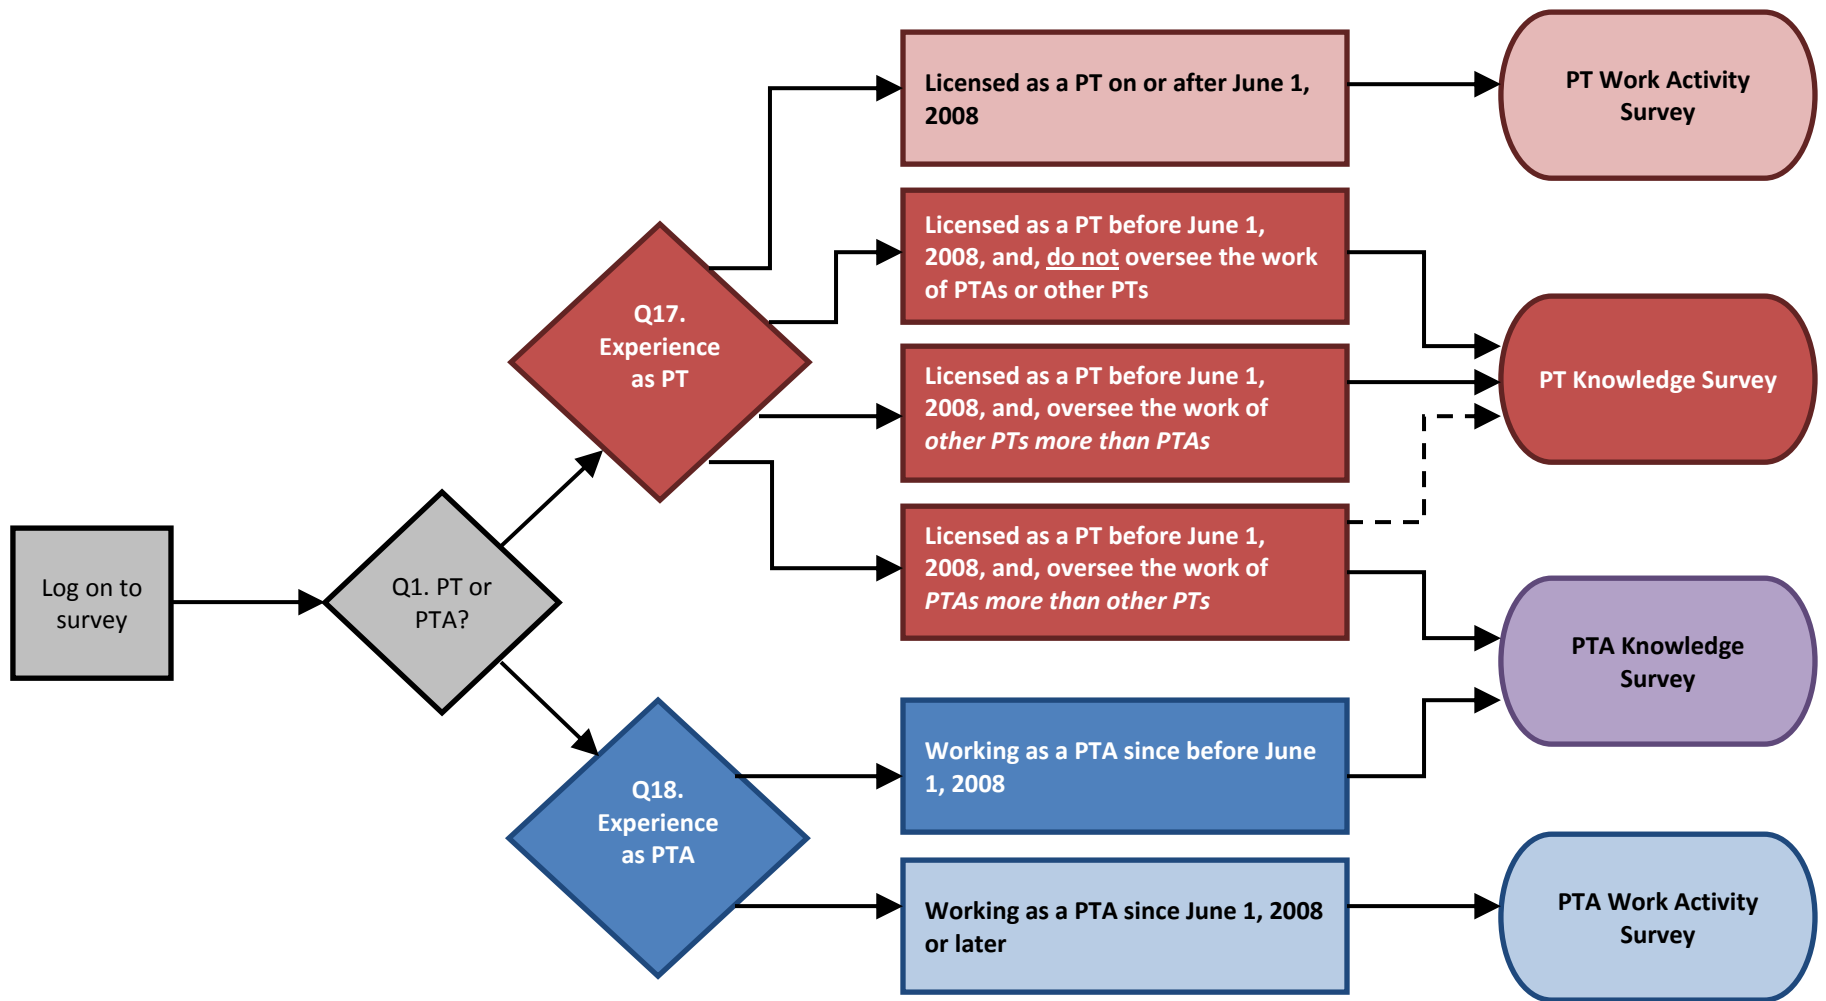 Log on to
survey
Q1. PT or
PTA?
Q17.
Experience
as PT
Q18.
Experience
as PTA
Licensed as a PT on or after June 1,
2008
Licensed as a PT before June 1,
2008, and, do not oversee the work
of PTAs or other PTs
Licensed as a PT before June 1,
2008, and, oversee the work of
other PTs more than PTAs
Licensed as a PT before June 1,
2008, and, oversee the work of
PTAs more than other PTs
Working as a PTA since before June
1, 2008
Working as a PTA since June 1, 2008
or later
PT Work Activity
Survey
PT Knowledge Survey
PTA Knowledge
Survey
PTA Work Activity
Survey